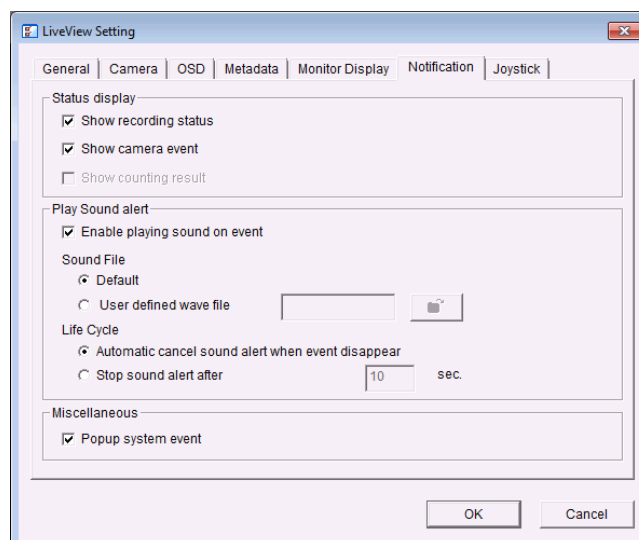 LiveView Setting
General Camera OSD Metadata Monitor Display Notification Joystick
Status display
Show recording status
Show camera event
Show counting result
Play Sound alert
Enable playing sound on event
Sound File
Default
User defined wave file
Life Cycle
Automatic cancel sound alert when event disappear
Stop sound alert after 10 sec.
Miscellaneous
Popup system event
OK Cancel